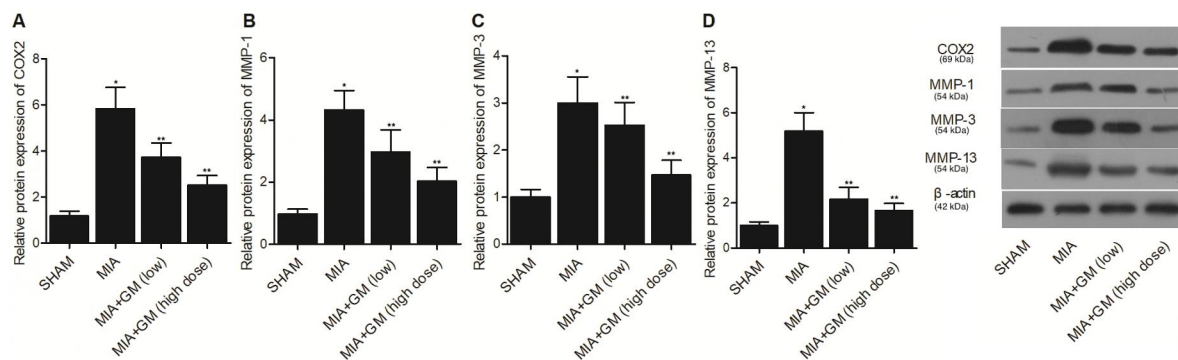 A
Relative protein expression of COX2
8
6
4
2
0
*
**
**
SHAM
MIA
MIA+GM (low)
MIA+GM (high dose)
B
Relative protein expression of MMP-1
6
4
2
0
*
**
**
SHAM
MIA
MIA+GM (low)
MIA+GM (high dose)
C
Relative protein expression of MMP-3
4
3
2
1
0
*
**
**
SHAM
MIA
MIA+GM (low)
MIA+GM (high dose)
D
Relative protein expression of MMP-13
8
6
4
2
0
*
**
**
SHAM
MIA
MIA+GM (low)
MIA+GM (high dose)
COX2
(69 kDa)
MMP-1
(54 kDa)
MMP-3
(54 kDa)
MMP-13
(54 kDa)
β -actin
(42 kDa)
SHAM
MIA
MIA+GM (low)
MIA+GM (high dose)